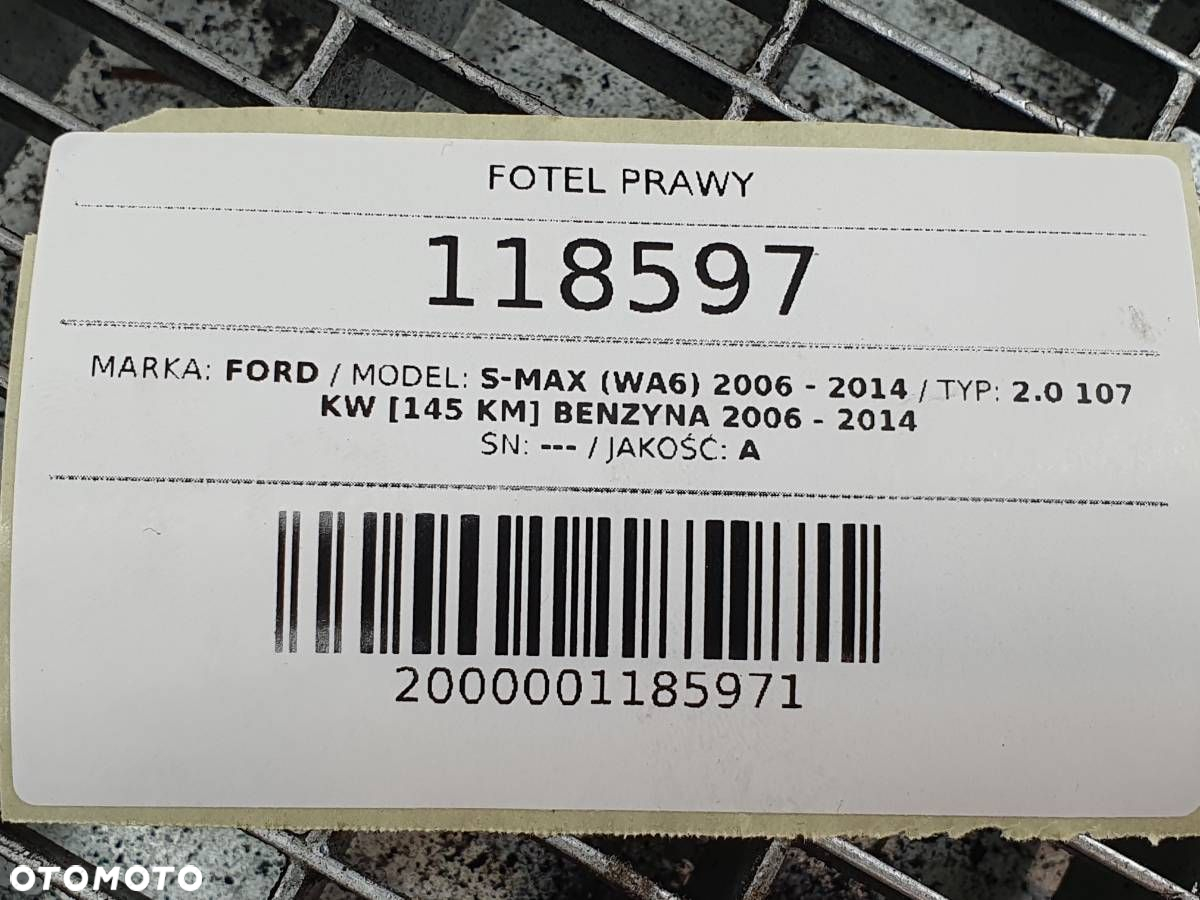 FOTEL PRAWY
118597
MARKA: FORD / MODEL: S-MAX (WA6) 2006 - 2014 / TYP: 2.0 107
KW [145 KM] BENZYNA 2006 - 2014
SN: --- / JAKOŚĆ: A
2000001185971
OTOMOTO